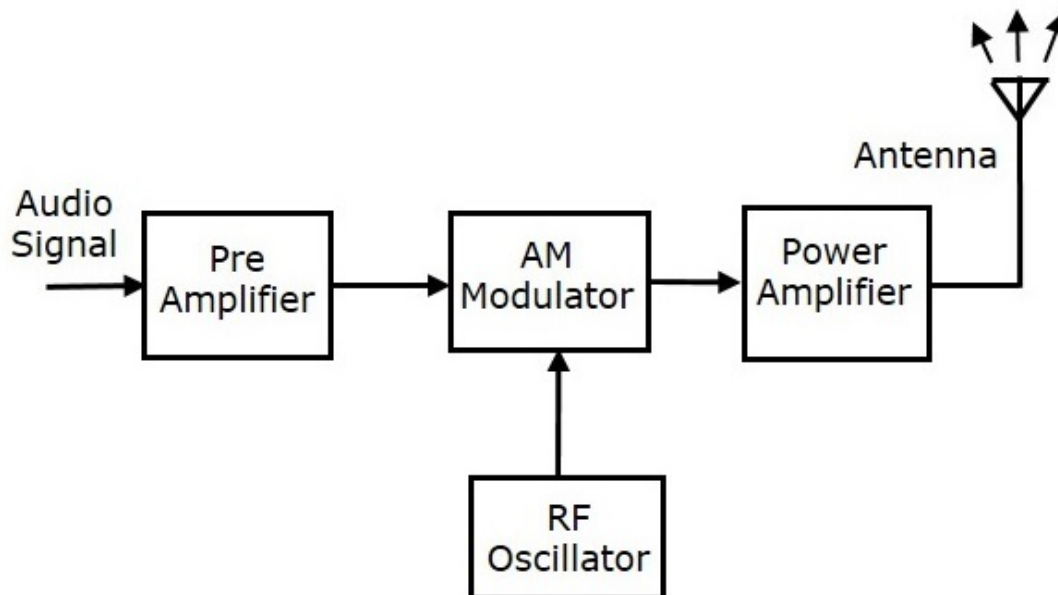 Audio
Signal
Pre
Amplifier
AM
Modulator
Power
Amplifier
Antenna
RF
Oscillator